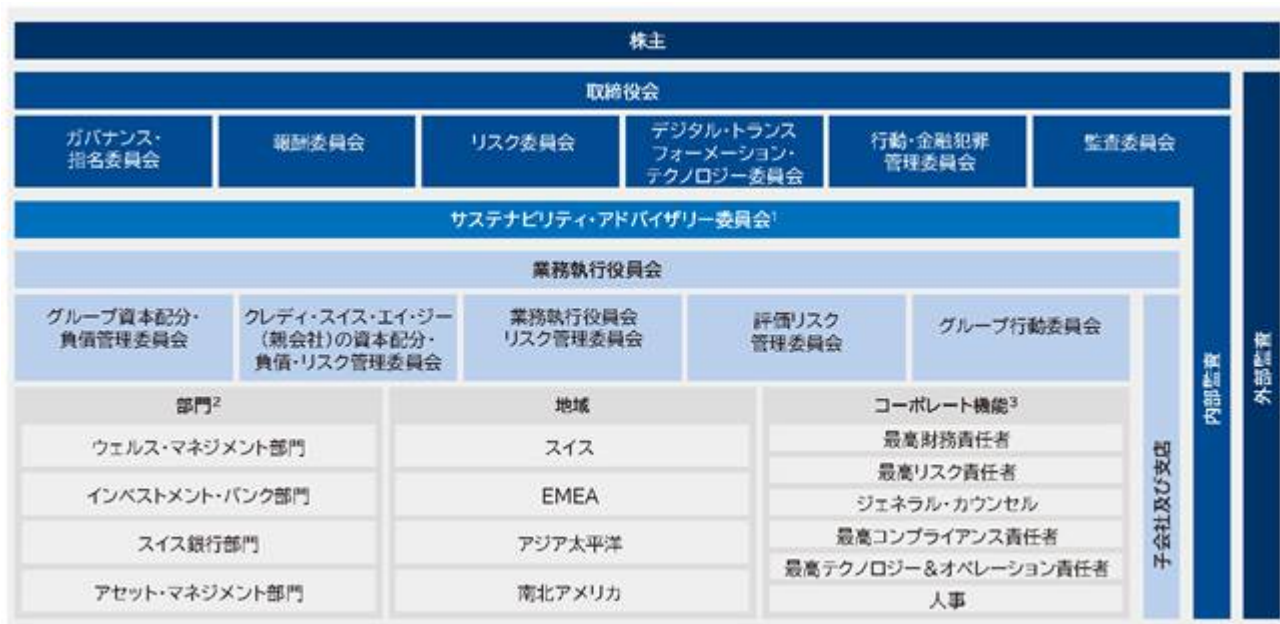 株主
取締役会
ガバナンス・
指名委員会
報酬委員会
リスク委員会
デジタル・トランス
フォーメーション・
テクノロジー委員会
行動・金融犯罪
管理委員会
監査委員会
サステナビリティ・アドバイザリー委員会¹
業務執行役員会
グループ資本配分・
負債管理委員会
クレディ・スイス・エイ・ジー
(親会社)の資本配分・
負債・リスク管理委員会
業務執行役員会
リスク管理委員会
評価リスク
管理委員会
グループ行動委員会
部門²
ウェルス・マネジメント部門
インベストメント・バンク部門
スイス銀行部門
アセット・マネジメント部門
地域
スイス
EMEA
アジア太平洋
南北アメリカ
コーポレート機能³
最高財務責任者
最高リスク責任者
ジェネラル・カウンセル
最高コンプライアンス責任者
最高テクノロジー&オペレーション責任者
人事
子会社及び支店
内部監査
外部監査